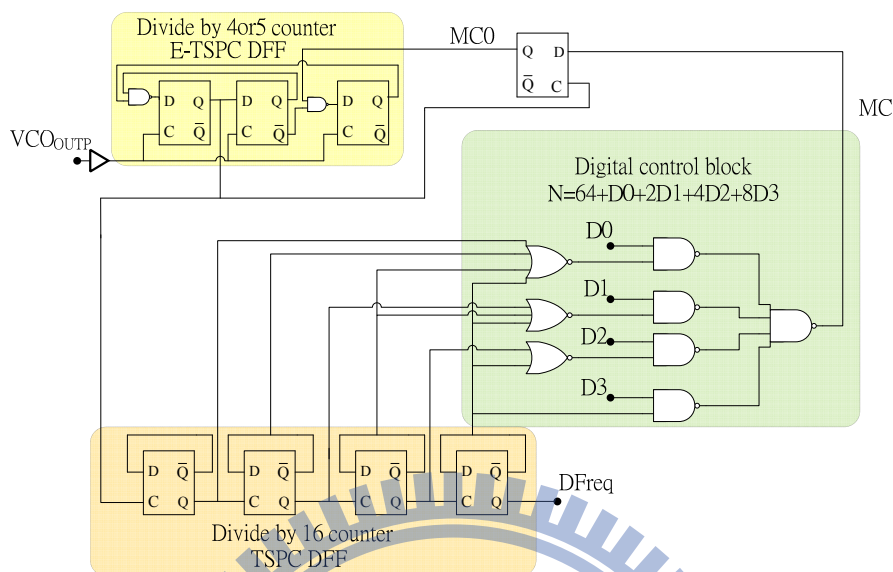 Divide by 4or5 counter
E-TSPC DFF
MC0
Q D
Q̅ C
MC
D Q
C Q̅
D Q
C Q̅
D Q
C Q̅
VCO_OUTP
Digital control block
N=64+D0+2D1+4D2+8D3
D0
D1
D2
D3
D Q̅
C Q
D Q̅
C Q
D Q̅
C Q
D Q̅
C Q
DFreq
Divide by 16 counter
TSPC DFF